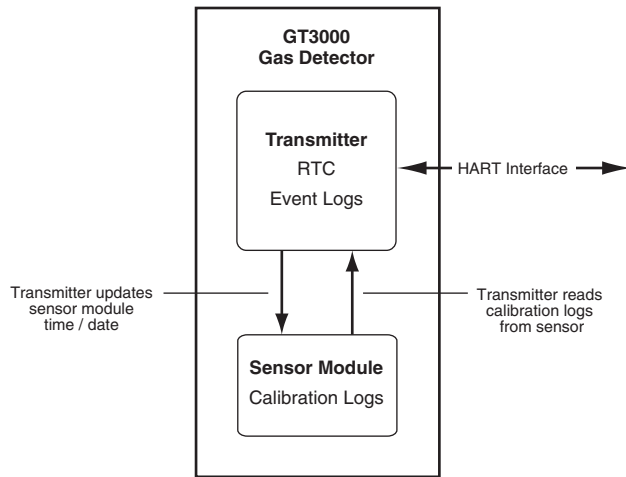 GT3000
Gas Detector
Transmitter
RTC
Event Logs
HART Interface
Transmitter updates
sensor module
time / date
Transmitter reads
calibration logs
from sensor
Sensor Module
Calibration Logs